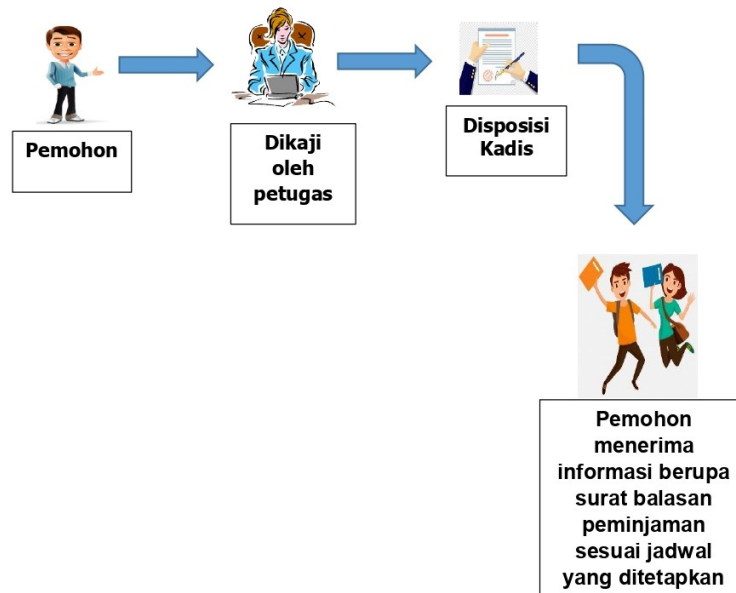 Pemohon
Dikaji
oleh
petugas
Disposisi
Kadis
Pemohon
menerima
informasi berupa
surat balasan
peminjaman
sesuai jadwal
yang ditetapkan